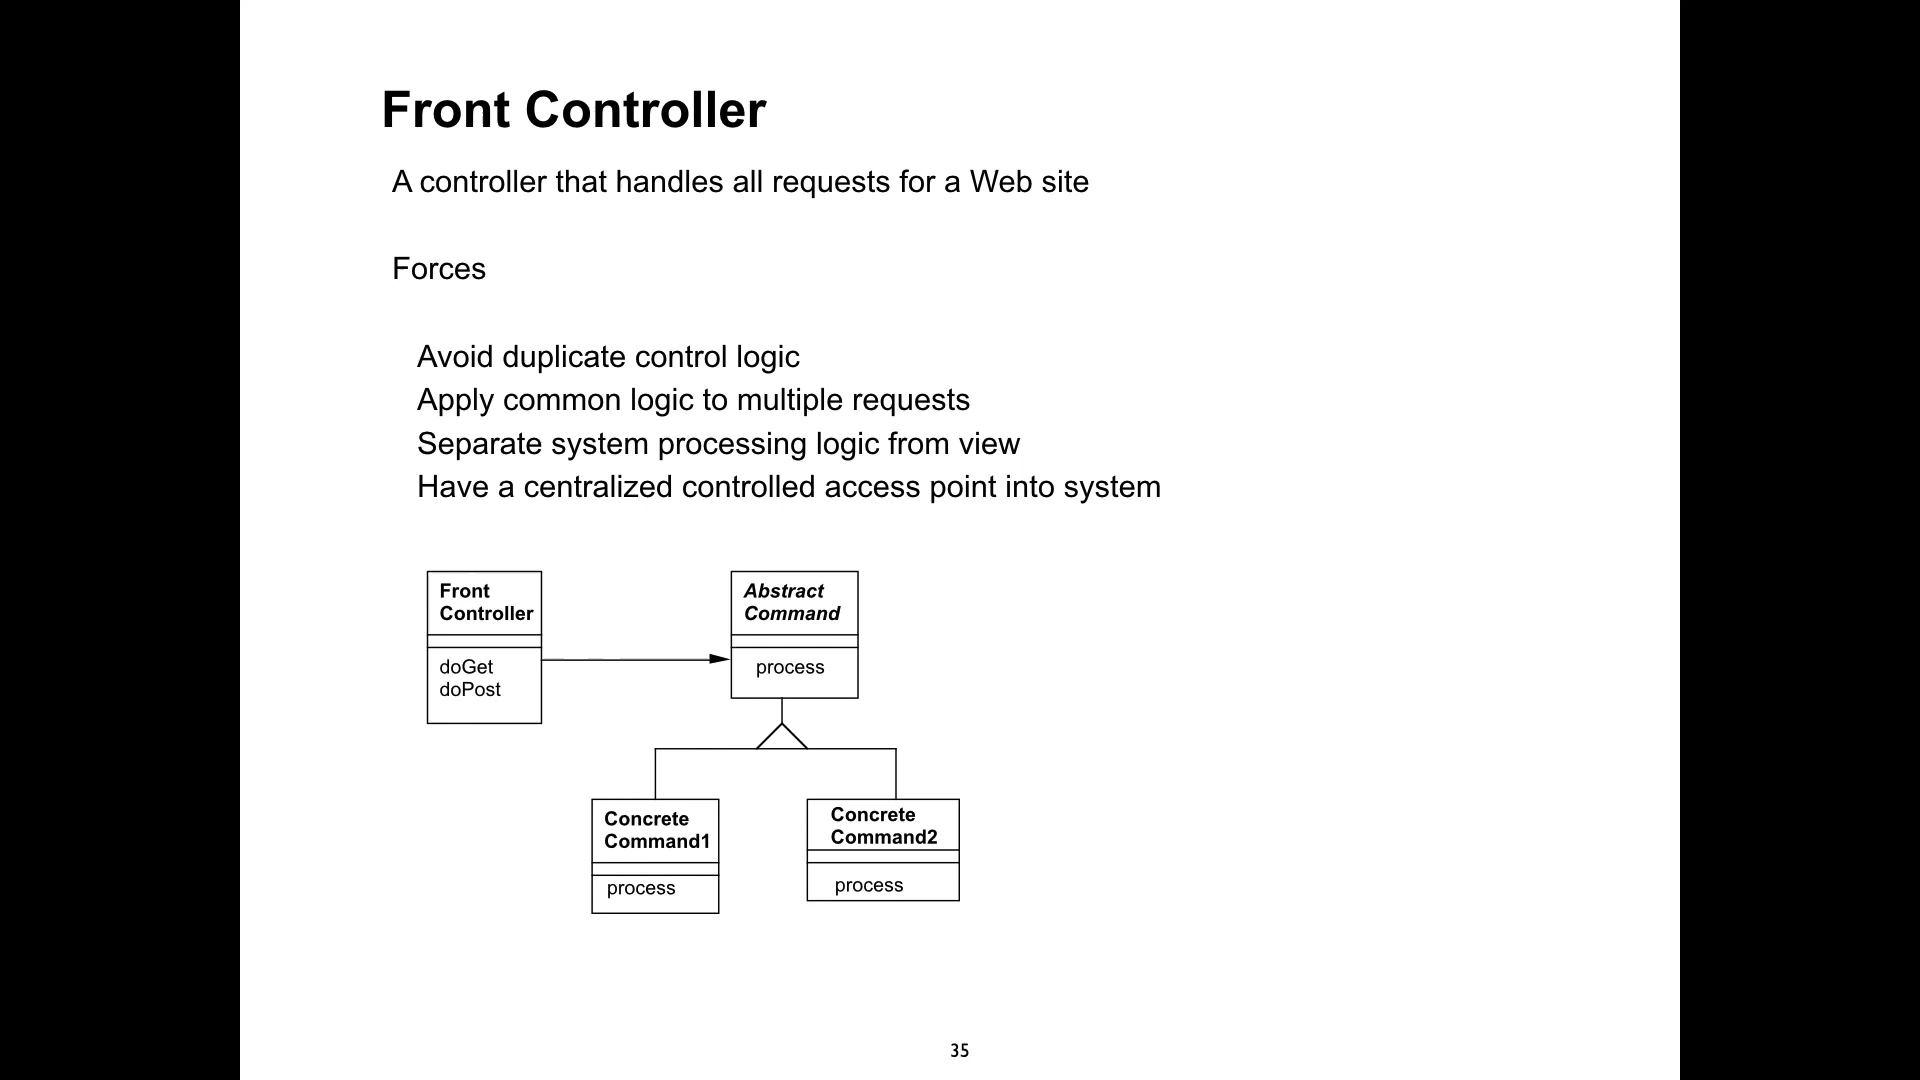 Front Controller
A controller that handles all requests for a Web site
Forces
Avoid duplicate control logic
Apply common logic to multiple requests
Separate system processing logic from view
Have a centralized controlled access point into system
Front
Controller
doGet
doPost
Abstract
Command
process
Concrete
Command1
process
Concrete
Command2
process
35